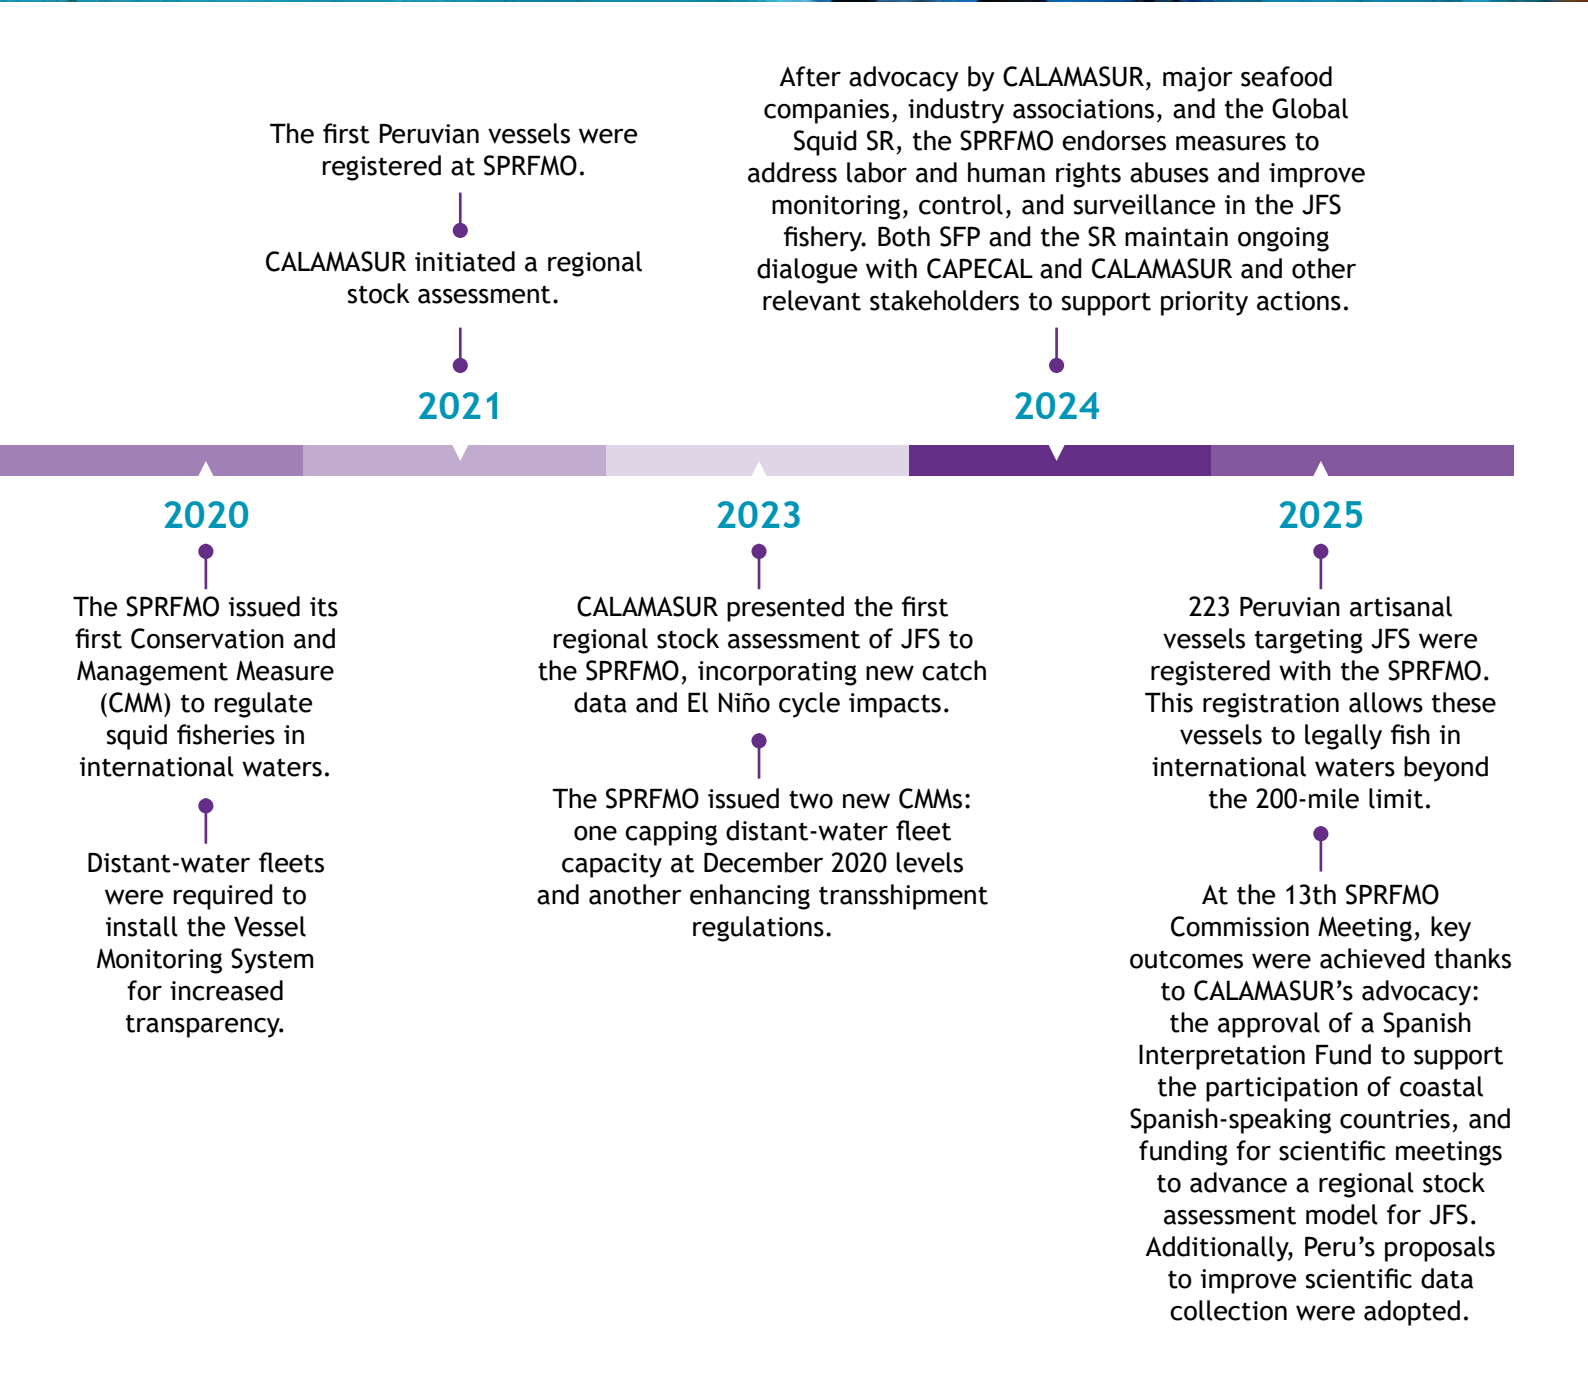 The first Peruvian vessels were
registered at SPRFMO.
CALAMASUR initiated a regional
stock assessment.
2021
After advocacy by CALAMASUR, major seafood
companies, industry associations, and the Global
Squid SR, the SPRFMO endorses measures to
address labor and human rights abuses and improve
monitoring, control, and surveillance in the JFS
fishery. Both SFP and the SR maintain ongoing
dialogue with CAPECAL and CALAMASUR and other
relevant stakeholders to support priority actions.
2024
2020
The SPRFMO issued its
first Conservation and
Management Measure
(CMM) to regulate
squid fisheries in
international waters.
Distant-water fleets
were required to
install the Vessel
Monitoring System
for increased
transparency.
2023
CALAMASUR presented the first
regional stock assessment of JFS to
the SPRFMO, incorporating new catch
data and El Niño cycle impacts.
The SPRFMO issued two new CMMs:
one capping distant-water fleet
capacity at December 2020 levels
and another enhancing transshipment
regulations.
2025
223 Peruvian artisanal
vessels targeting JFS were
registered with the SPRFMO.
This registration allows these
vessels to legally fish in
international waters beyond
the 200-mile limit.
At the 13th SPRFMO
Commission Meeting, key
outcomes were achieved thanks
to CALAMASUR’s advocacy:
the approval of a Spanish
Interpretation Fund to support
the participation of coastal
Spanish-speaking countries, and
funding for scientific meetings
to advance a regional stock
assessment model for JFS.
Additionally, Peru’s proposals
to improve scientific data
collection were adopted.